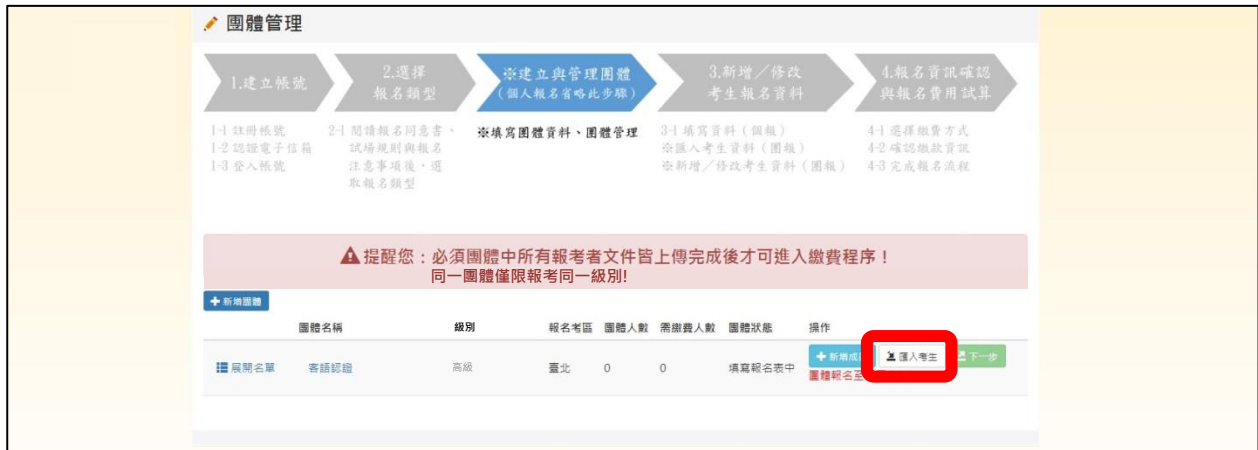 團體管理
1.建立帳號
2.選擇
報名類型
※建立與管理團體
(個人報名省略此步驟)
3.新增／修改
考生報名資料
4.報名資訊確認
與報名費用試算
1-1 註冊帳號
1-2 認證電子信箱
1-3 登入帳號
2-1 閱讀報名同意書、
試場規則與報名
注意事項後，選
取報名類型
※填寫團體資料、團體管理
3-1 填寫資料（個報）
※匯入考生資料（團報）
※新增／修改考生資料（團報）
4-1 選擇繳費方式
4-2 確認繳款資訊
4-3 完成報名流程
提醒您：必須團體中所有報考者文件皆上傳完成後才可進入繳費程序！
同一團體僅限報考同一級別!
新增團體
團體名稱 級別 報名考區 團體人數 需繳費人數 團體狀態 操作
展開名單 客語認證 高級 臺北 0 0 填寫報名表中 新增成 匯入考生 下一步
團體報名至